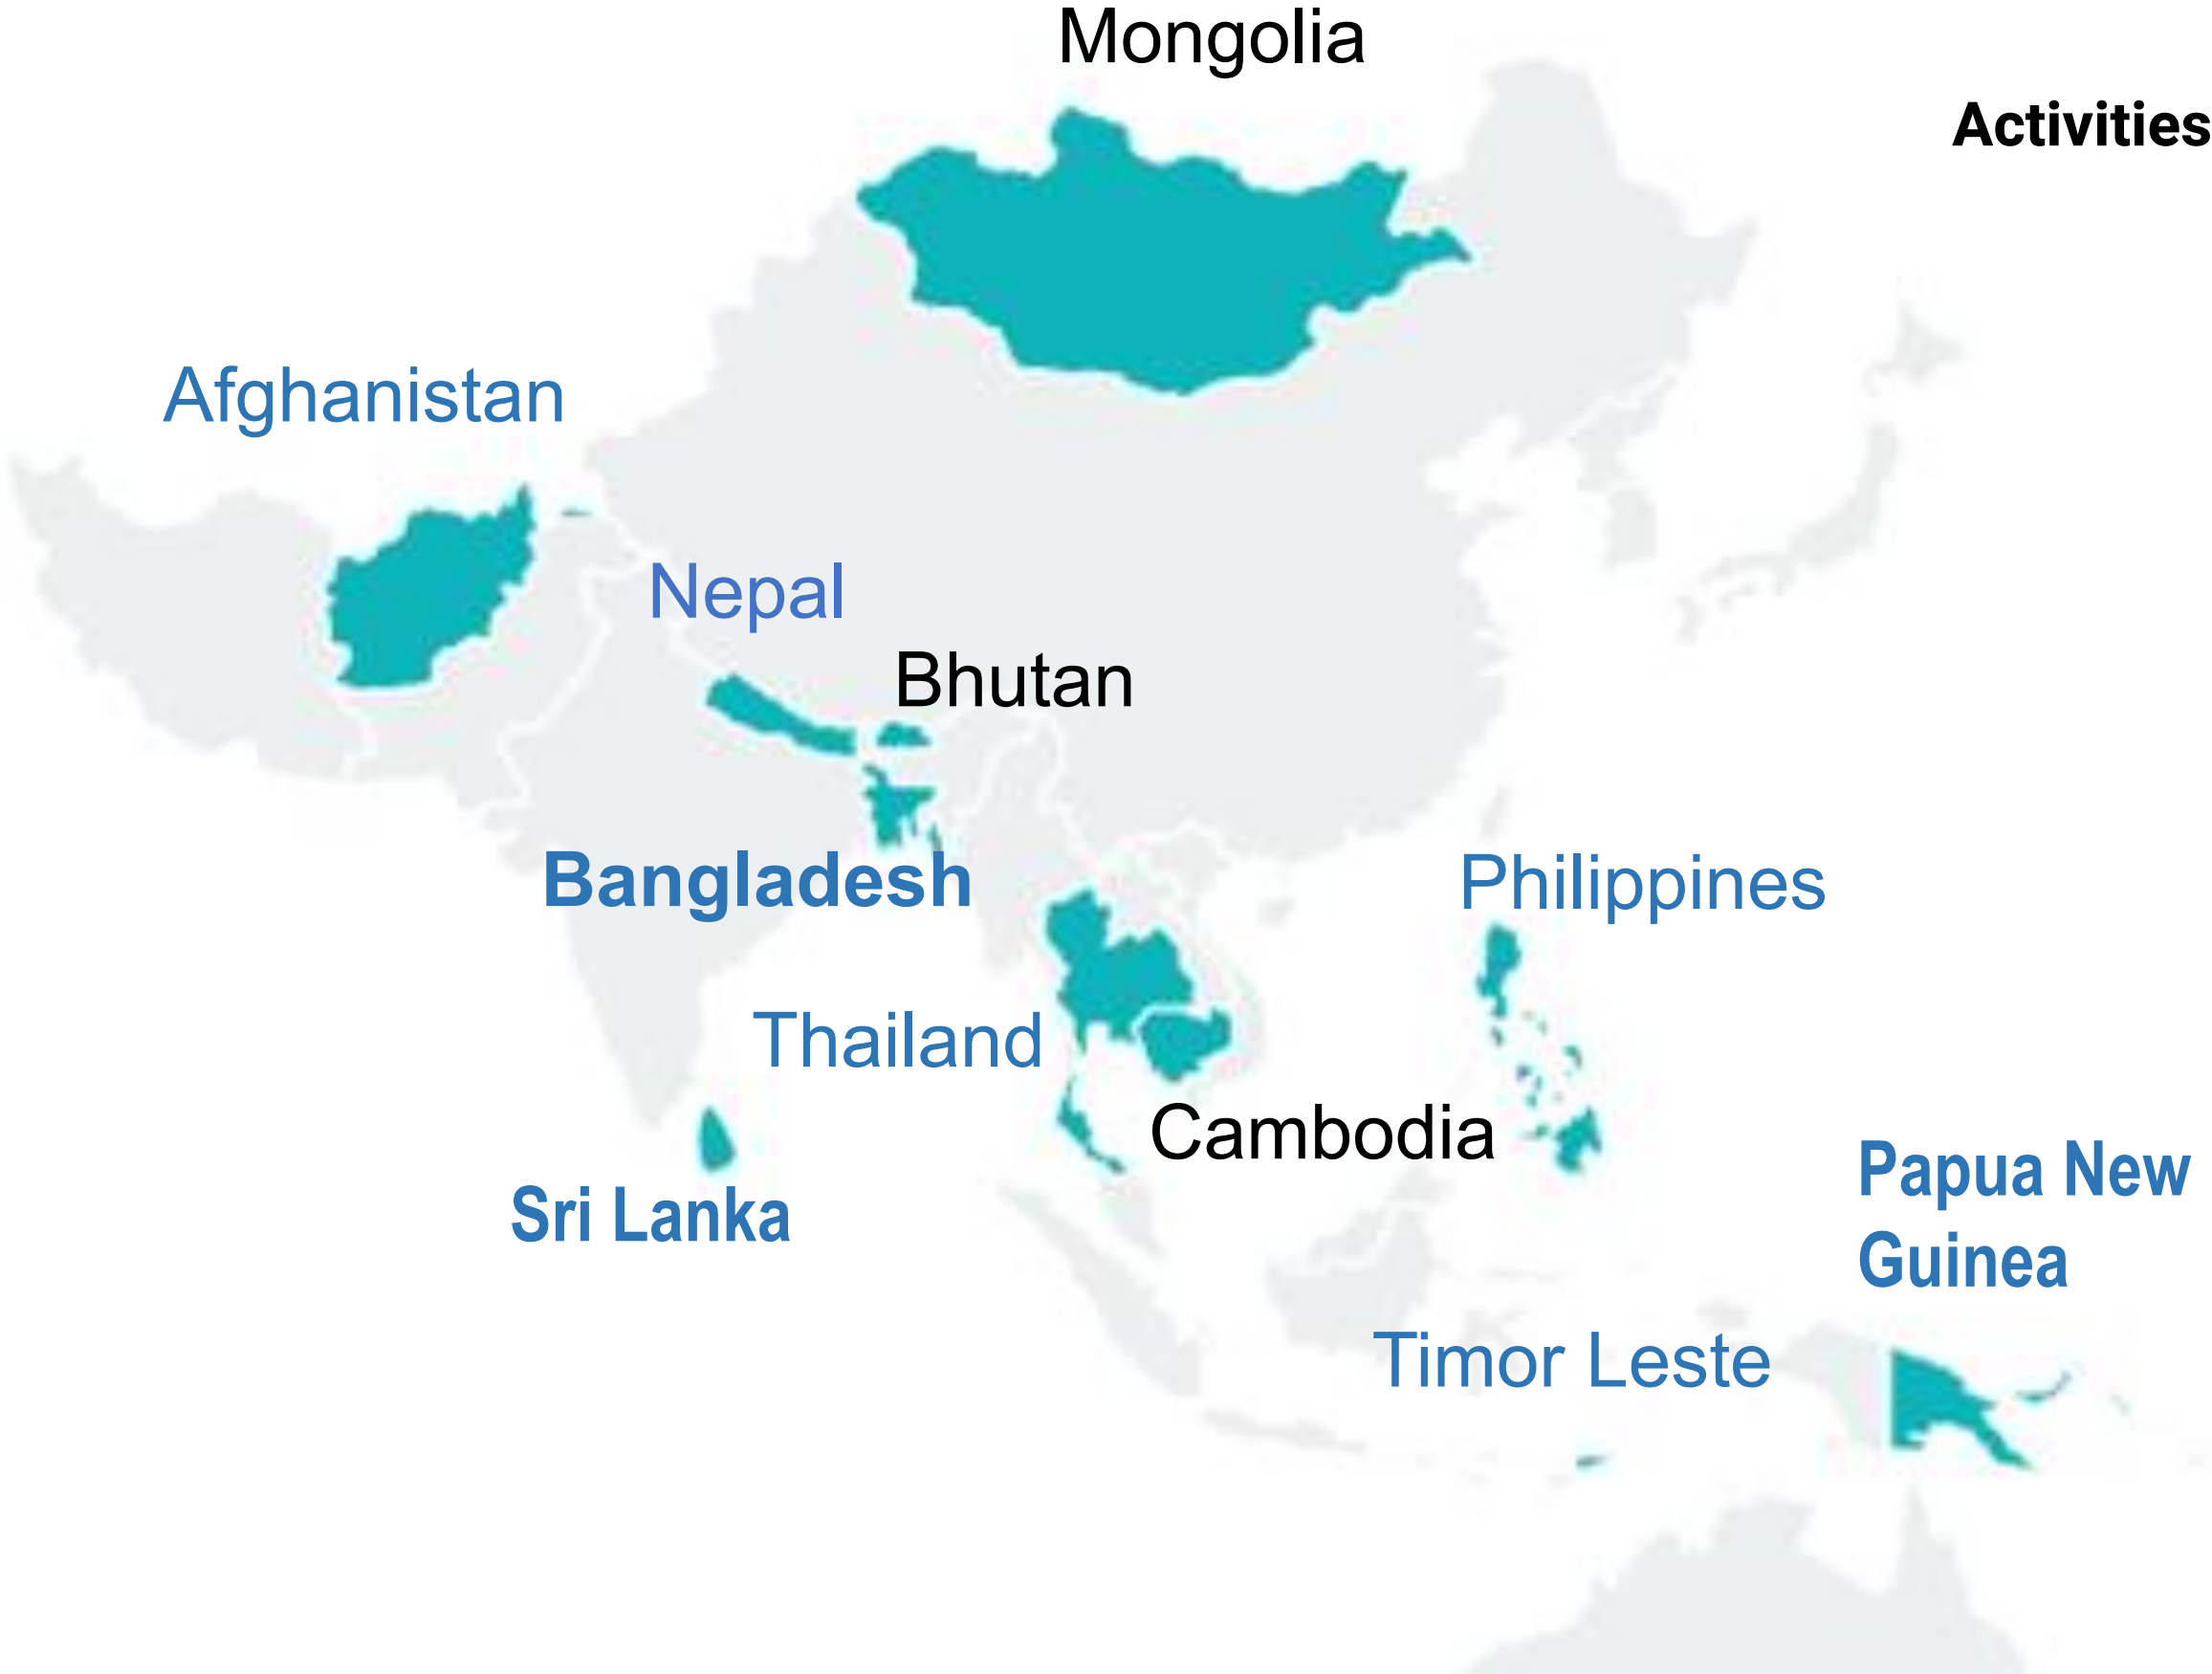 Mongolia
Activities
Afghanistan
Nepal
Bhutan
Bangladesh
Philippines
Thailand
Cambodia
Papua New
Guinea
Sri Lanka
Timor Leste